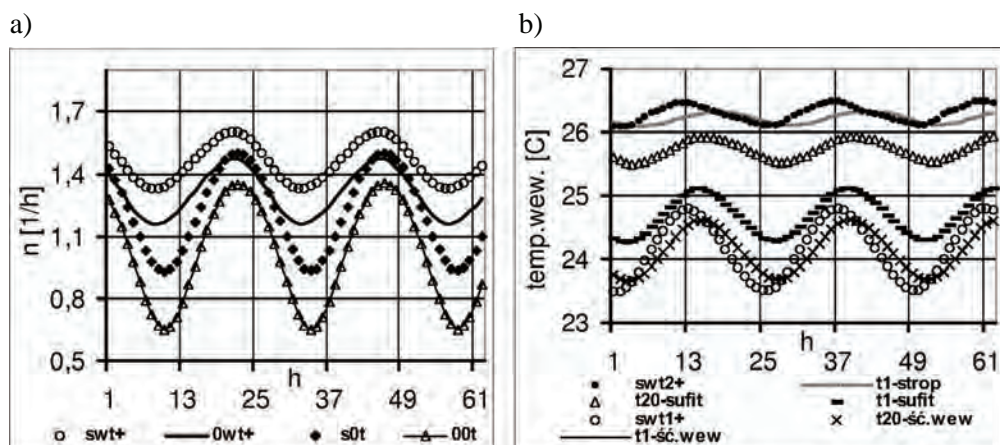 a)
b)
1,7
1,4
1,1
0,8
0,5
n [1/h]
1 13 25 37 49 61
h
swt+ 0wt+ s0t 00t
27
26
25
24
23
temp.wew. [C]
1 13 25 37 49 61
h
swt2+ t1-strop
t20-sufit t1-sufit
swt1+ t20-ść.wew
t1-ść.wew